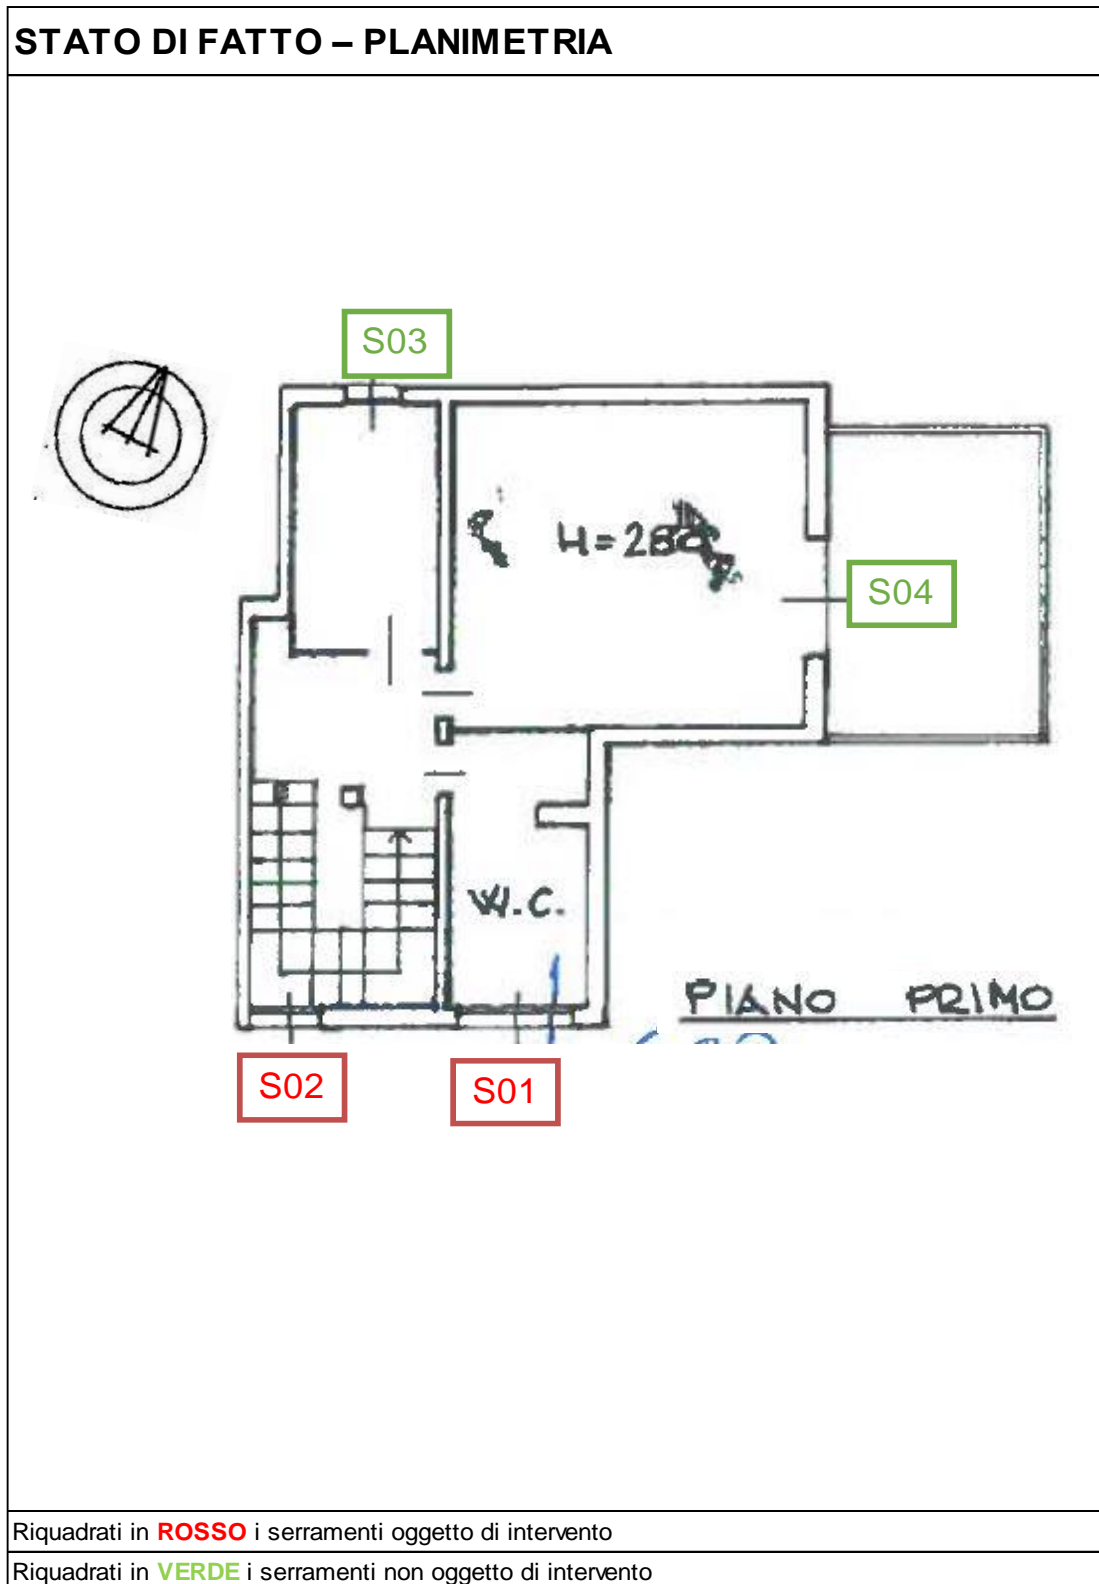 STATO DI FATTO – PLANIMETRIA
S03
S04
W.C.
PIANO PRIMO
S02
S01
Riquadrati in ROSSO i serramenti oggetto di intervento
Riquadrati in VERDE i serramenti non oggetto di intervento